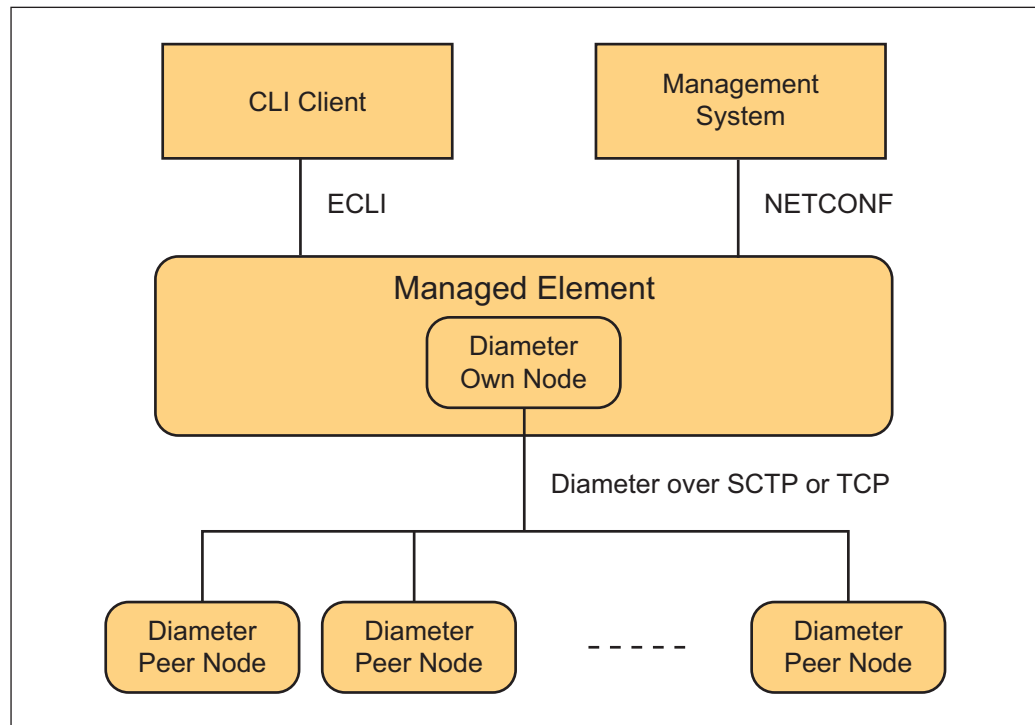 CLI Client
Management
System
ECLI
NETCONF
Managed Element
Diameter
Own Node
Diameter over SCTP or TCP
Diameter
Peer Node
Diameter
Peer Node
Diameter
Peer Node